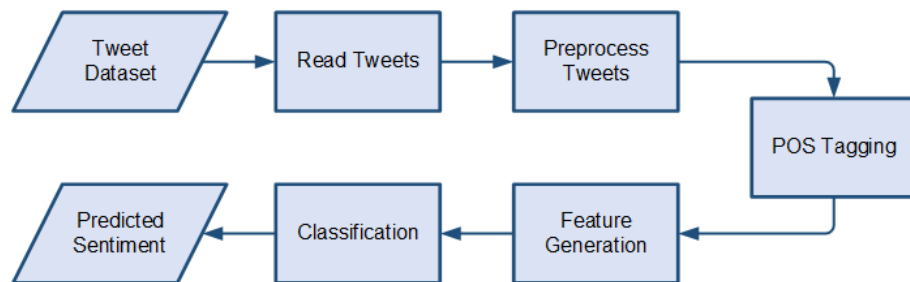 Tweet
Dataset
Read Tweets
Preprocess
Tweets
POS Tagging
Feature
Generation
Classification
Predicted
Sentiment